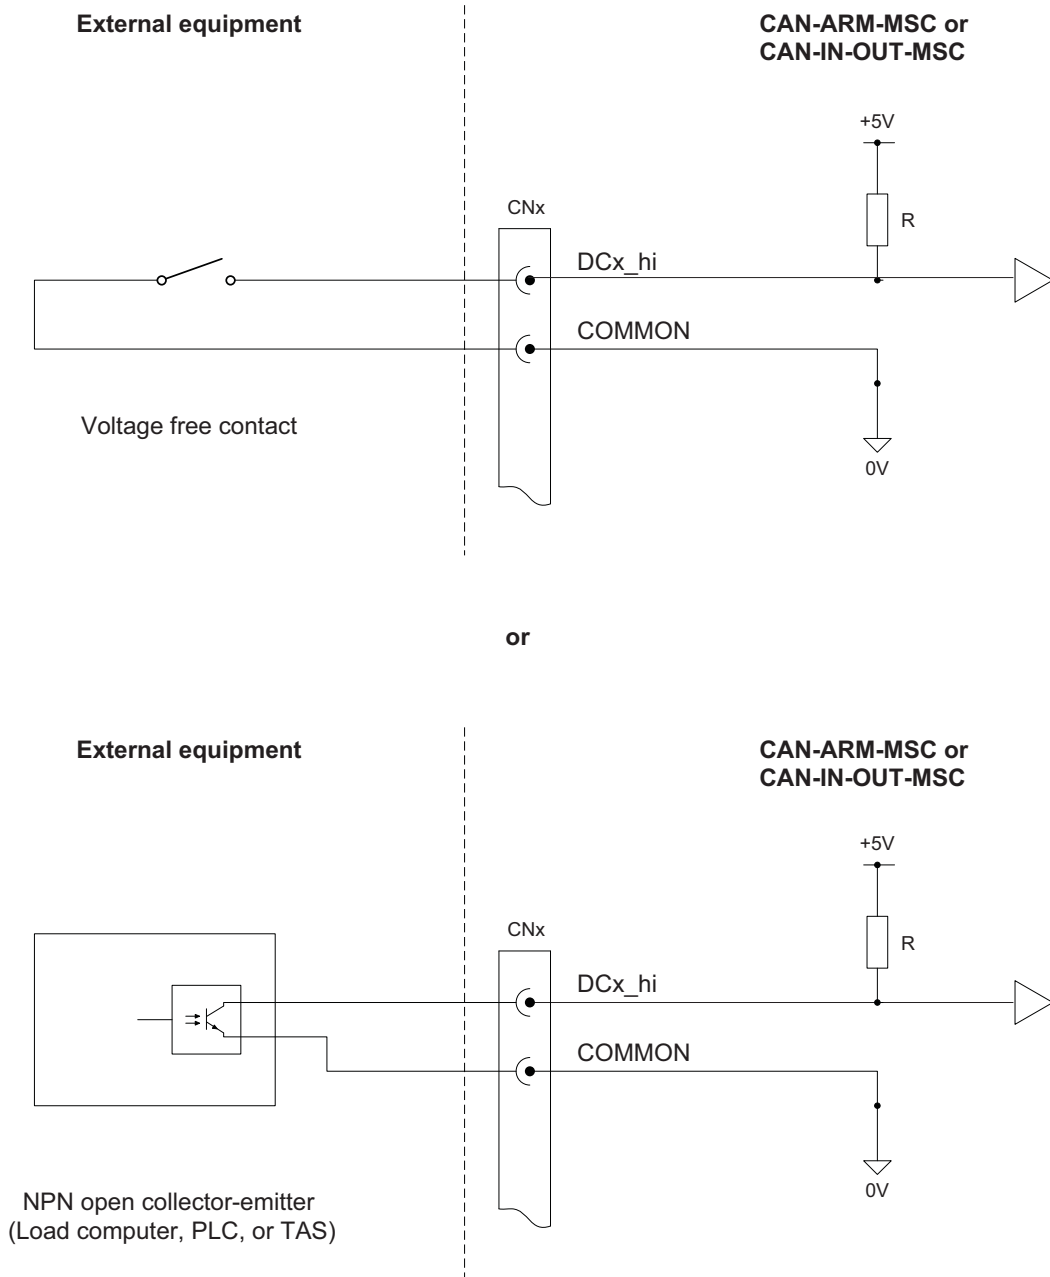 External equipment
CAN-ARM-MSC or
CAN-IN-OUT-MSC
+5V
R
CNx
DCx_hi
COMMON
Voltage free contact
0V
or
External equipment
CAN-ARM-MSC or
CAN-IN-OUT-MSC
+5V
R
CNx
DCx_hi
COMMON
0V
NPN open collector-emitter
(Load computer, PLC, or TAS)